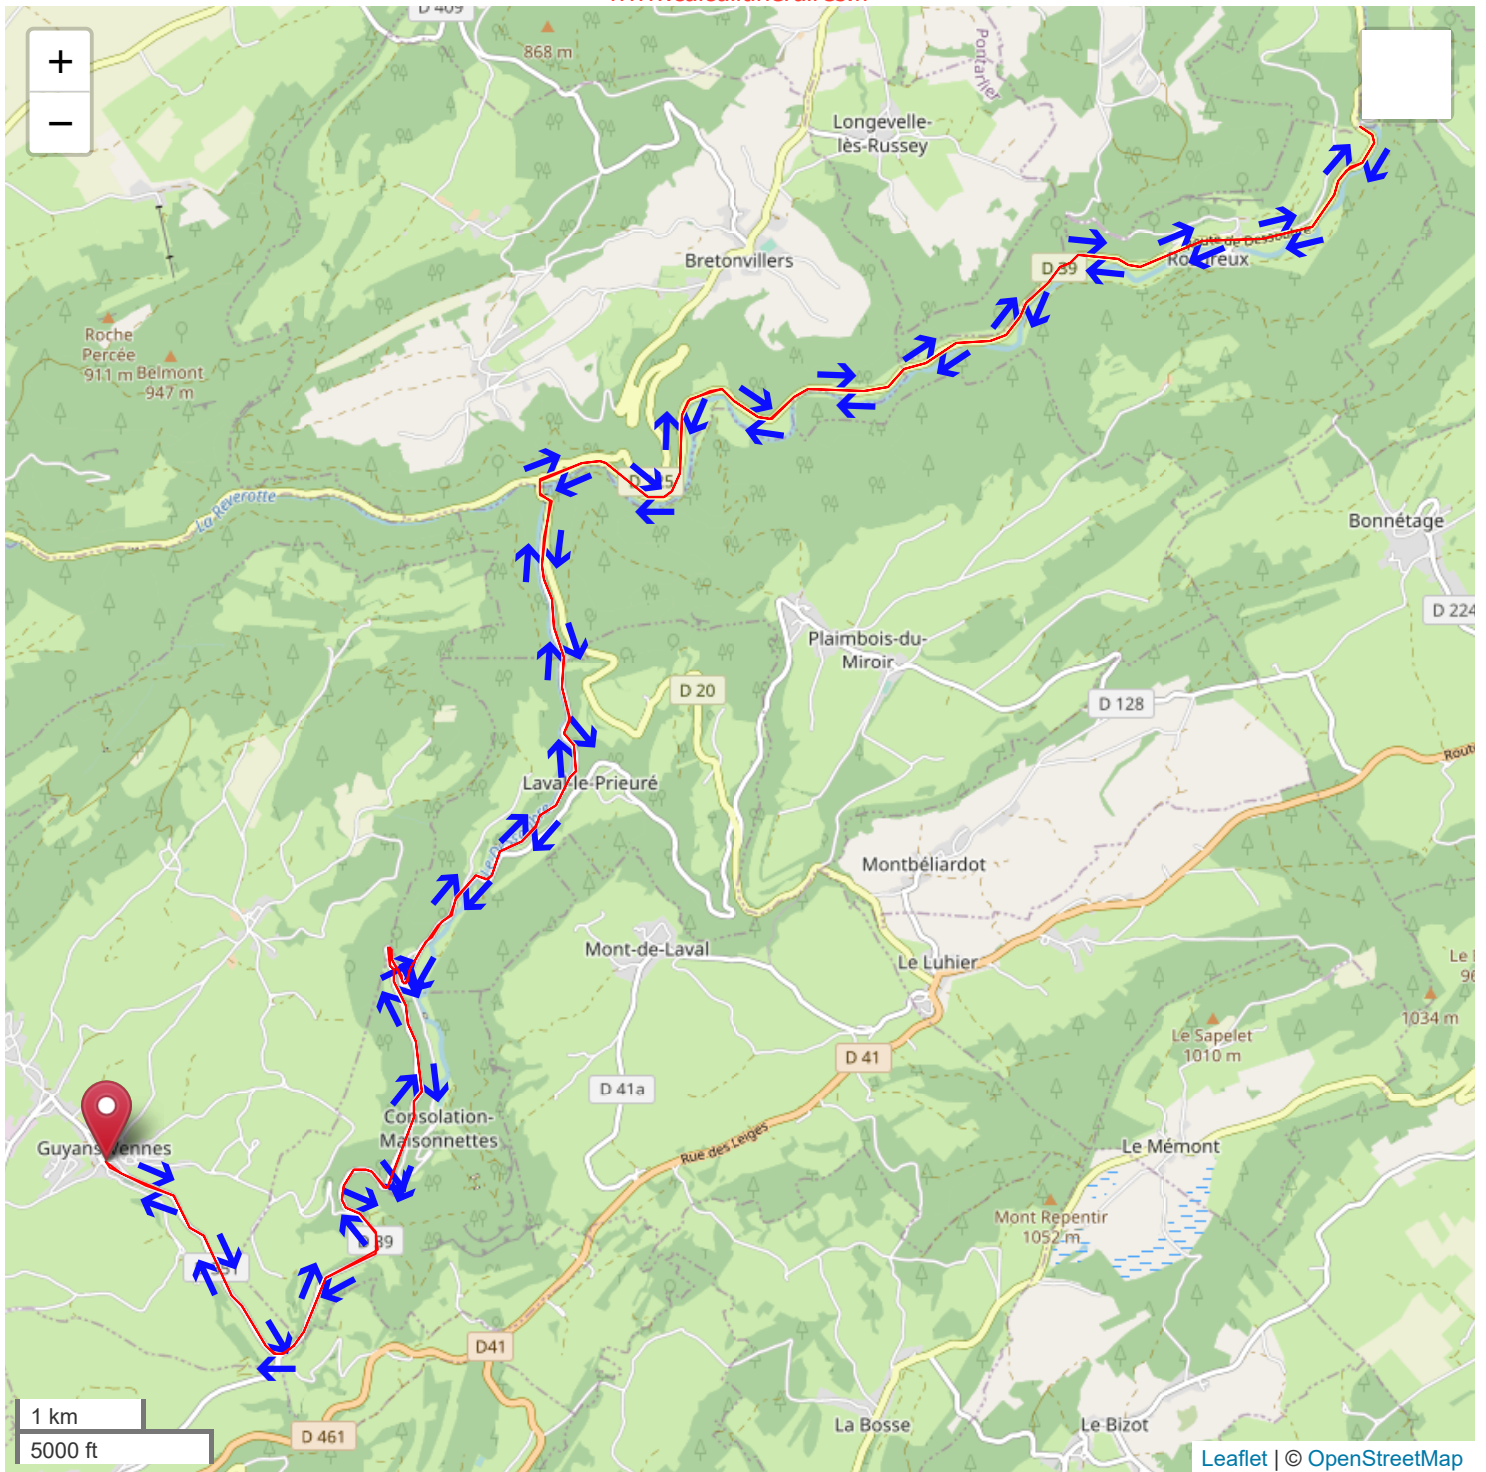 D 409
+
868 m
Pontarlier
Longevelle-
lès-Russey
−
Bretonvillers
D 39
Roche
Percée
911 m
Belmont
947 m
La Reverotte
Bonnétage
D 224
Plaimbois-du-
Miroir
D 20
D 128
Laval-le-Prieuré
Montbéliardot
Mont-de-Laval
Le Luhier
1034 m
Le Sapelet
1010 m
D 41
D 41a
Consolation-
Maisonnettes
Rue des Leiges
Le Mémont
Mont Repentir
1052 m
D41
D 461
La Bosse
Le Bizot
1 km
5000 ft
Leaflet | © OpenStreetMap